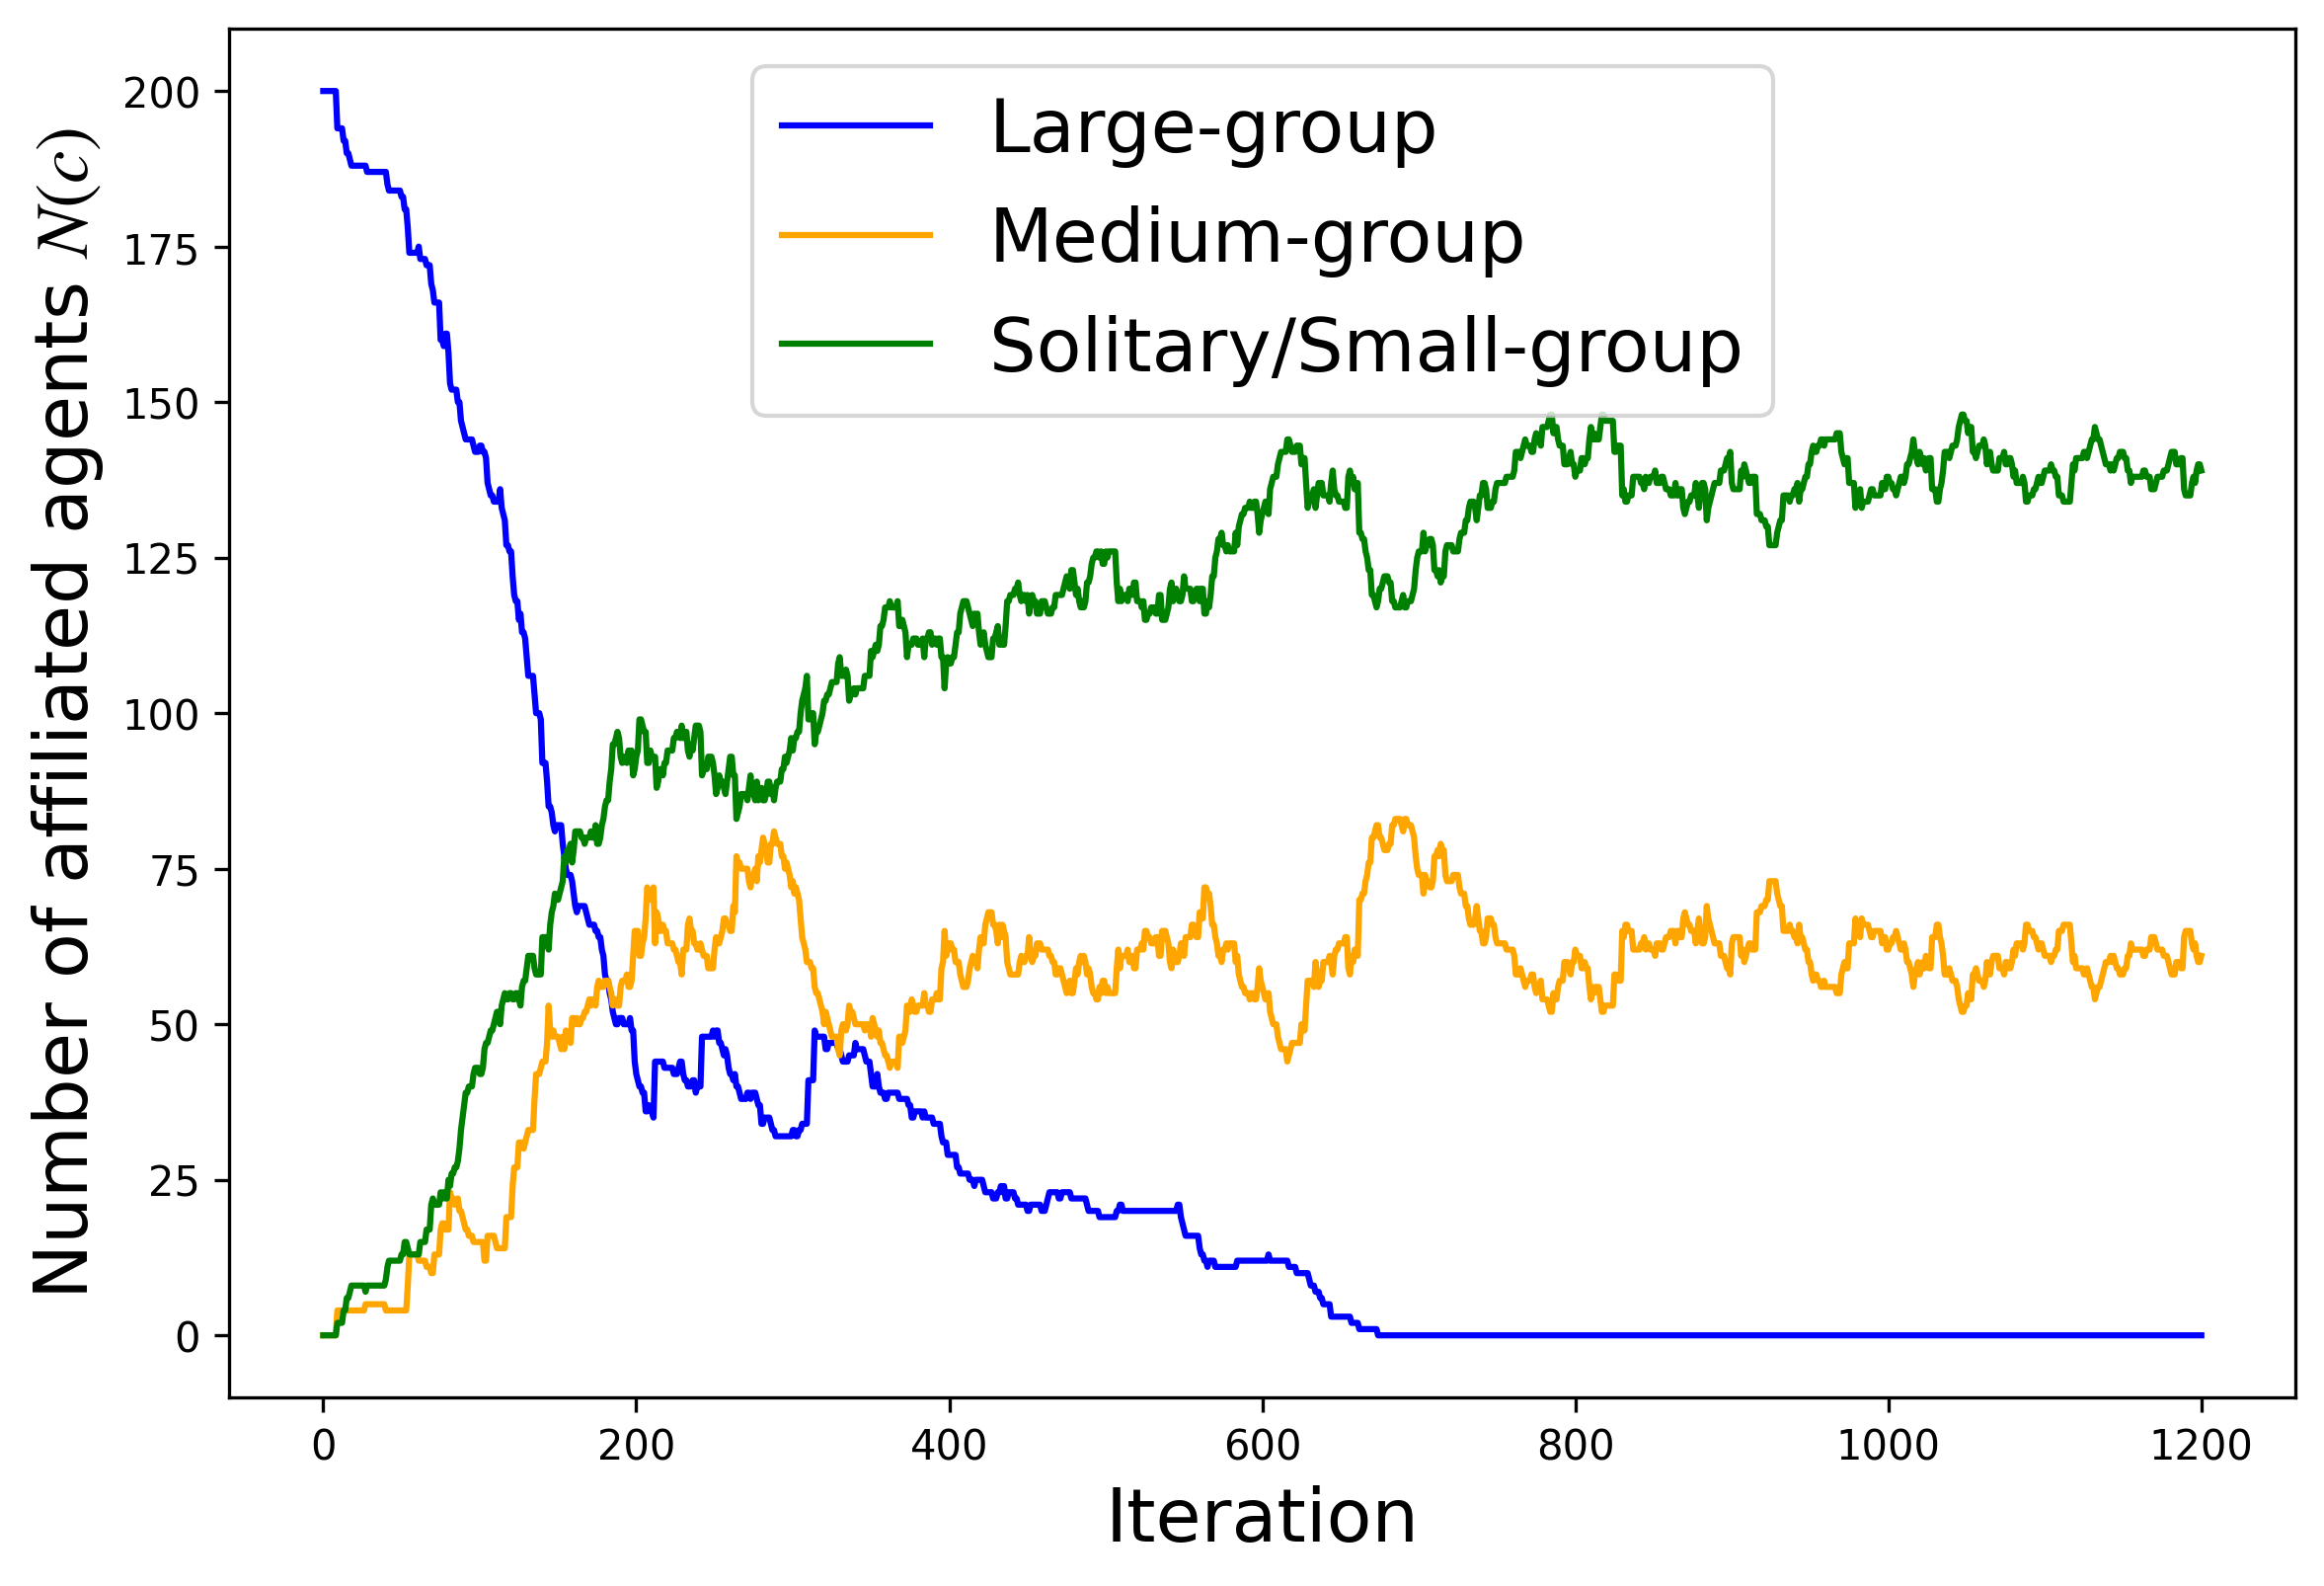 Number of affiliated agents N(c)
200
175
150
125
100
75
50
25
0
Large-group
Medium-group
Solitary/Small-group
0 200 400 600 800 1000 1200
Iteration